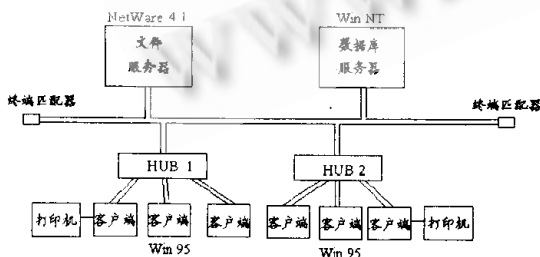 NetWare 4.1
Win NT
文件
服务器
数据库
服务器
终端匹配器
终端匹配器
HUB 1
HUB 2
打印机
客户端
客户端
客户端
客户端
客户端
客户端
打印机
Win 95
Win 95